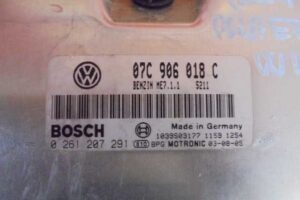 07C 906 018 C
BENZIN ME7.1.1 5211
BOSCH Made in Germany
1039S03177 1159 1254
0 261 207 291 BPG MOTRONIC 03-08-05